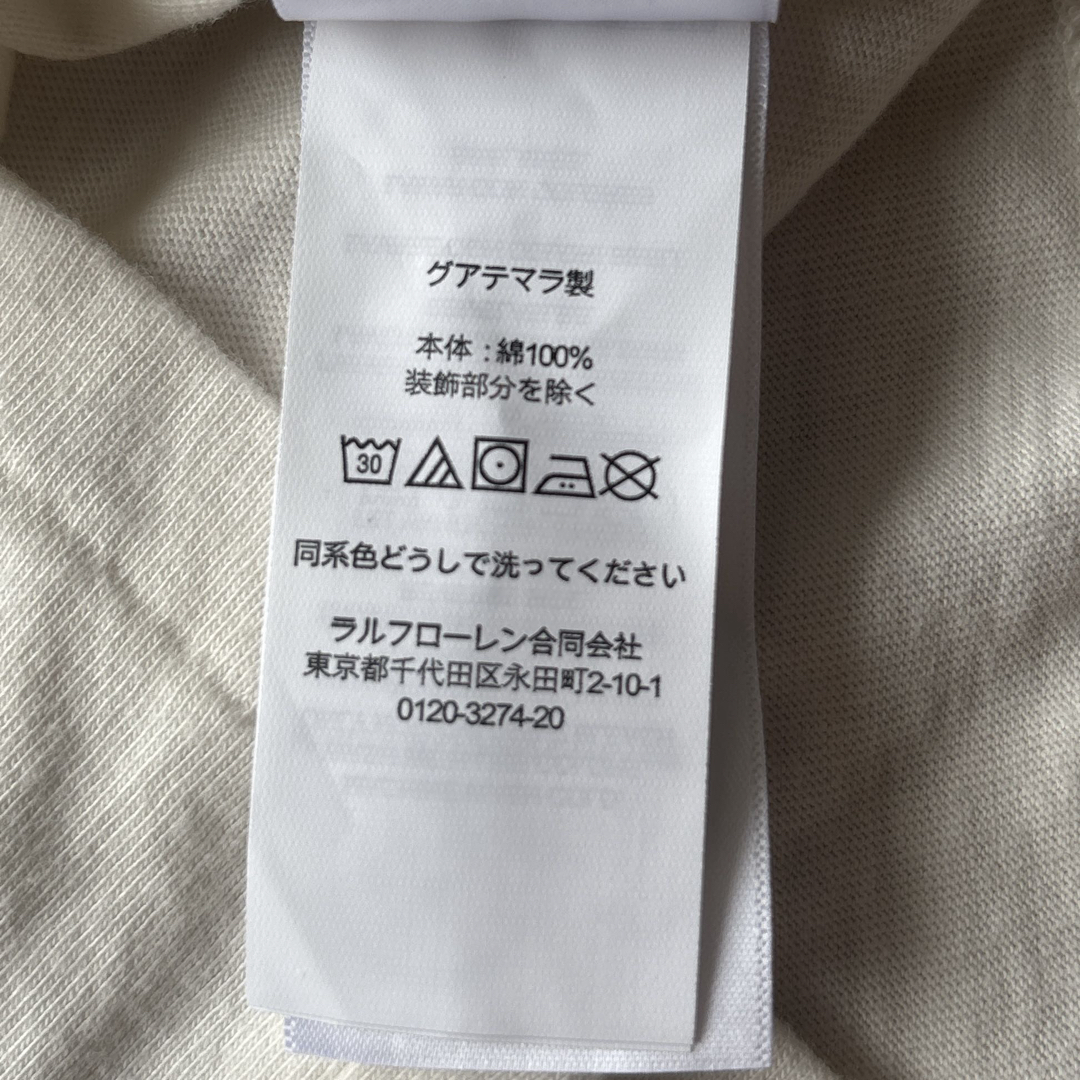 グアテマラ製
本体 : 綿100%
装飾部分を除く
30
同系色どうしで洗ってください
ラルフローレン合同会社
東京都千代田区永田町2-10-1
0120-3274-20